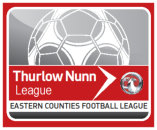 Thurlow Nunn
League
EASTERN COUNTIES FOOTBALL LEAGUE